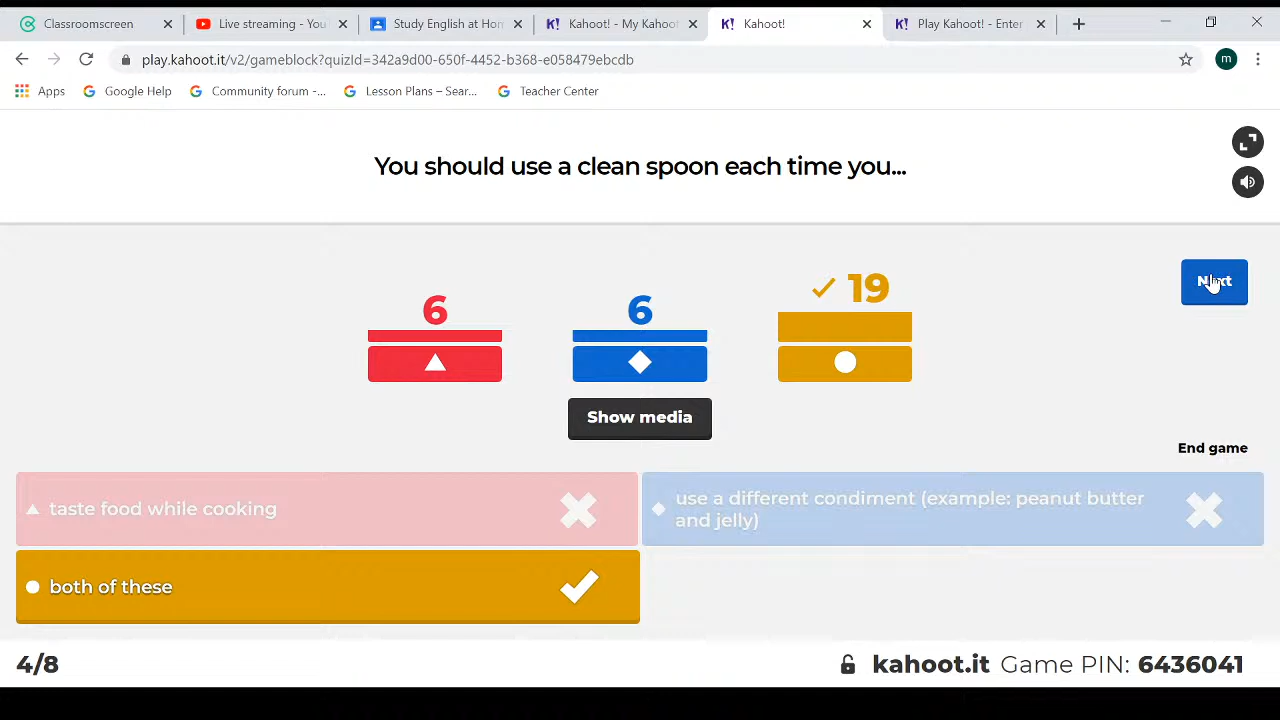 Classroomscreen
Live streaming - You
Study English at Hon
K! Kahoot! - My Kahoot
K! Kahoot!
K! Play Kahoot! - Enter
play.kahoot.it/v2/gameblock?quizId=342a9d00-650f-4452-b368-e058479ebcdb
m
Apps
Google Help
Community forum -...
Lesson Plans – Sear...
Teacher Center
You should use a clean spoon each time you...
6
6
19
Next
Show media
End game
taste food while cooking
use a different condiment (example: peanut butter
and jelly)
both of these
4/8
kahoot.it Game PIN: 6436041